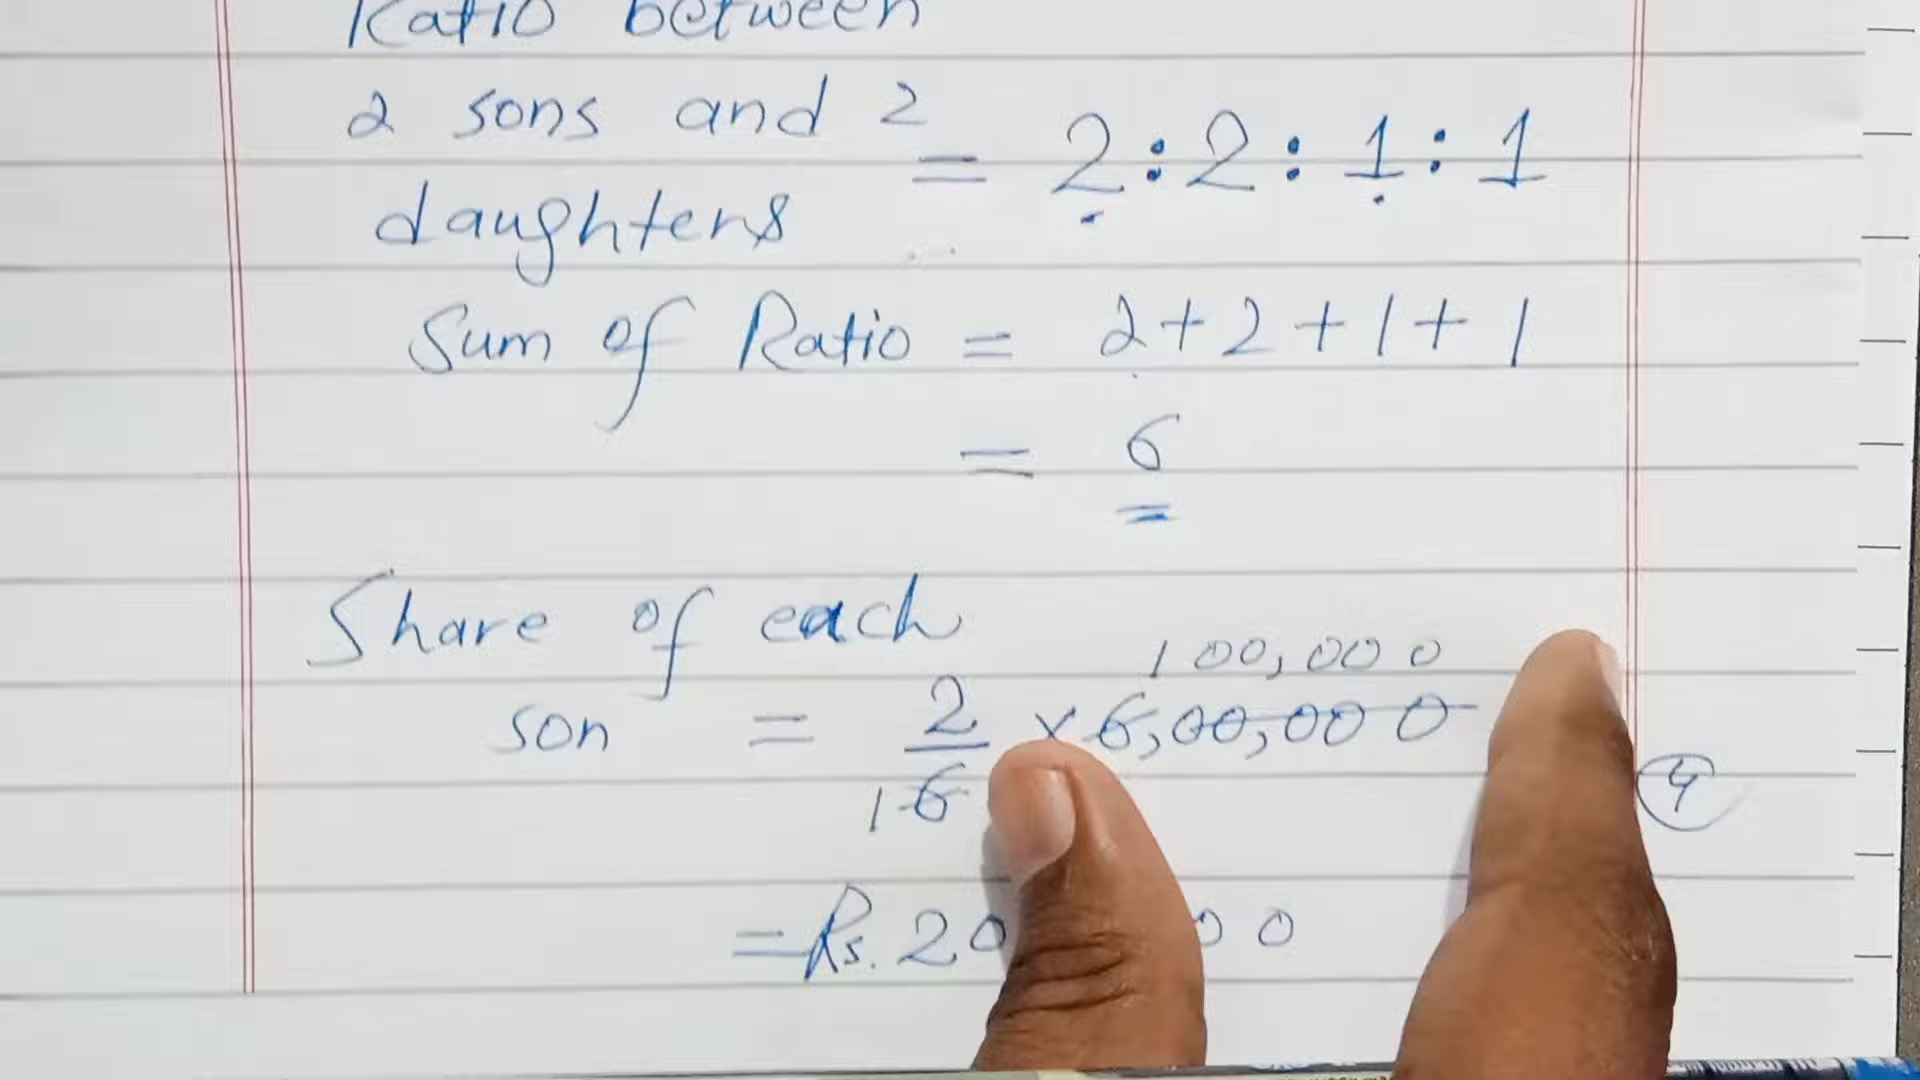 Ratio between
2 sons and 2
daughters = 2:2:1:1
Sum of Ratio = 2+2+1+1
= 6
Share of each
100,000
son = 2/6 × 6,00,000
1
4
= Rs. 20 00